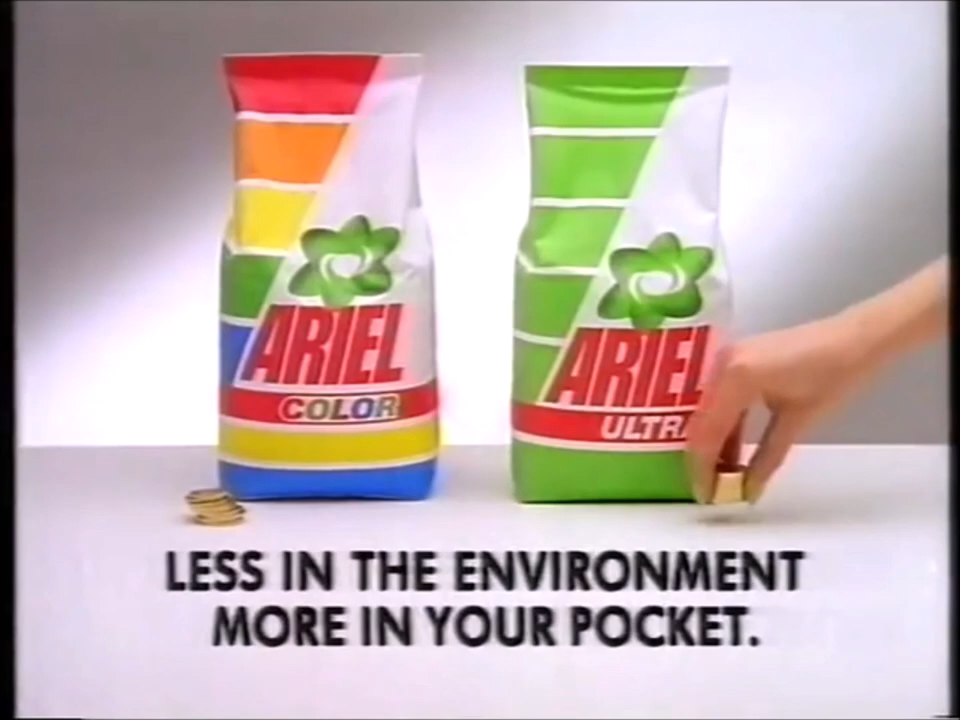 ARIEL
COLOR
ARIEL
ULTRA
LESS IN THE ENVIRONMENT
MORE IN YOUR POCKET.